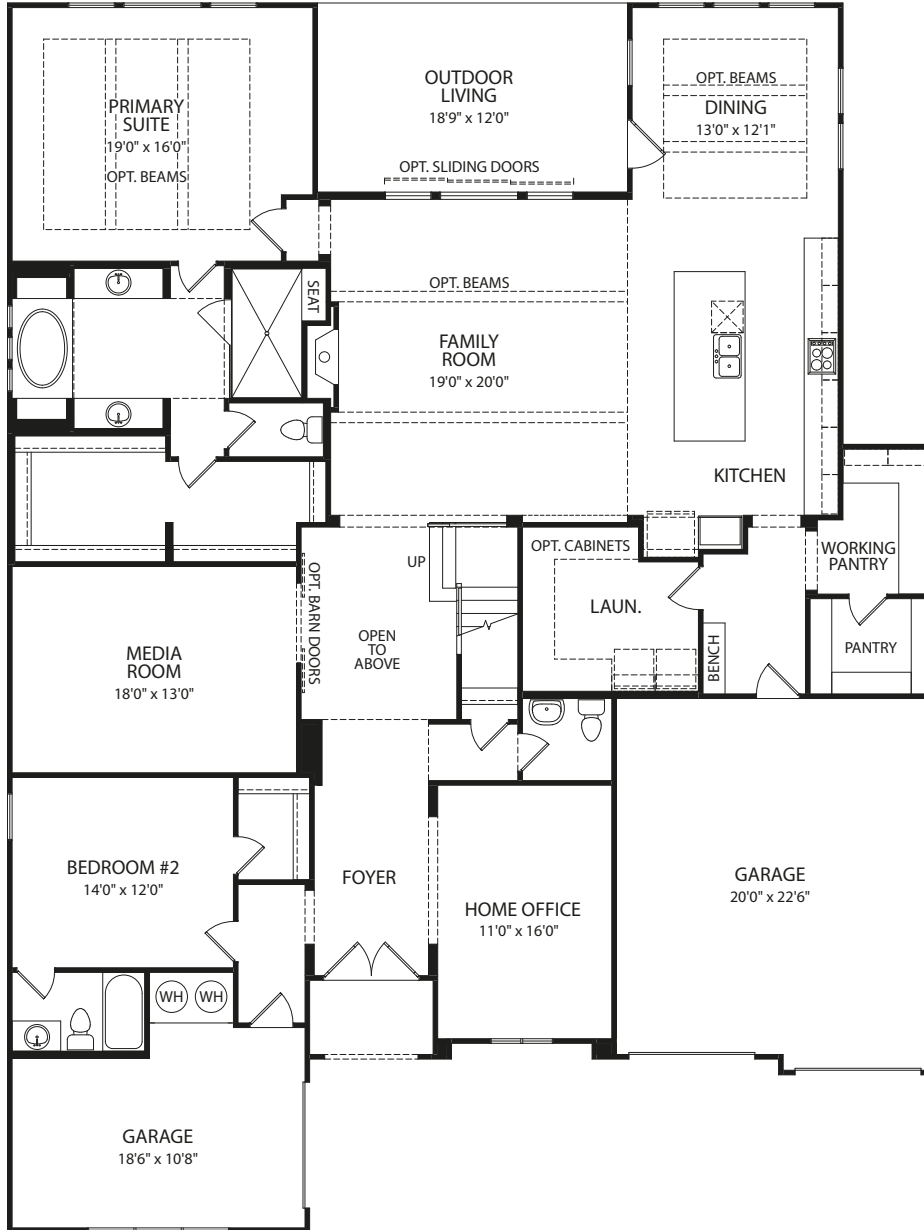 PRIMARY
SUITE
19'0" x 16'0"
OPT. BEAMS
OUTDOOR
LIVING
18'9" x 12'0"
OPT. SLIDING DOORS
OPT. BEAMS
DINING
13'0" x 12'1"
SEAT
OPT. BEAMS
FAMILY
ROOM
19'0" x 20'0"
KITCHEN
UP
OPT. CABINETS
LAUN.
WORKING
PANTRY
PANTRY
BENCH
OPT. BARN DOORS
OPEN
TO
ABOVE
MEDIA
ROOM
18'0" x 13'0"
BEDROOM #2
14'0" x 12'0"
FOYER
HOME OFFICE
11'0" x 16'0"
GARAGE
20'0" x 22'6"
WH
WH
GARAGE
18'6" x 10'8"